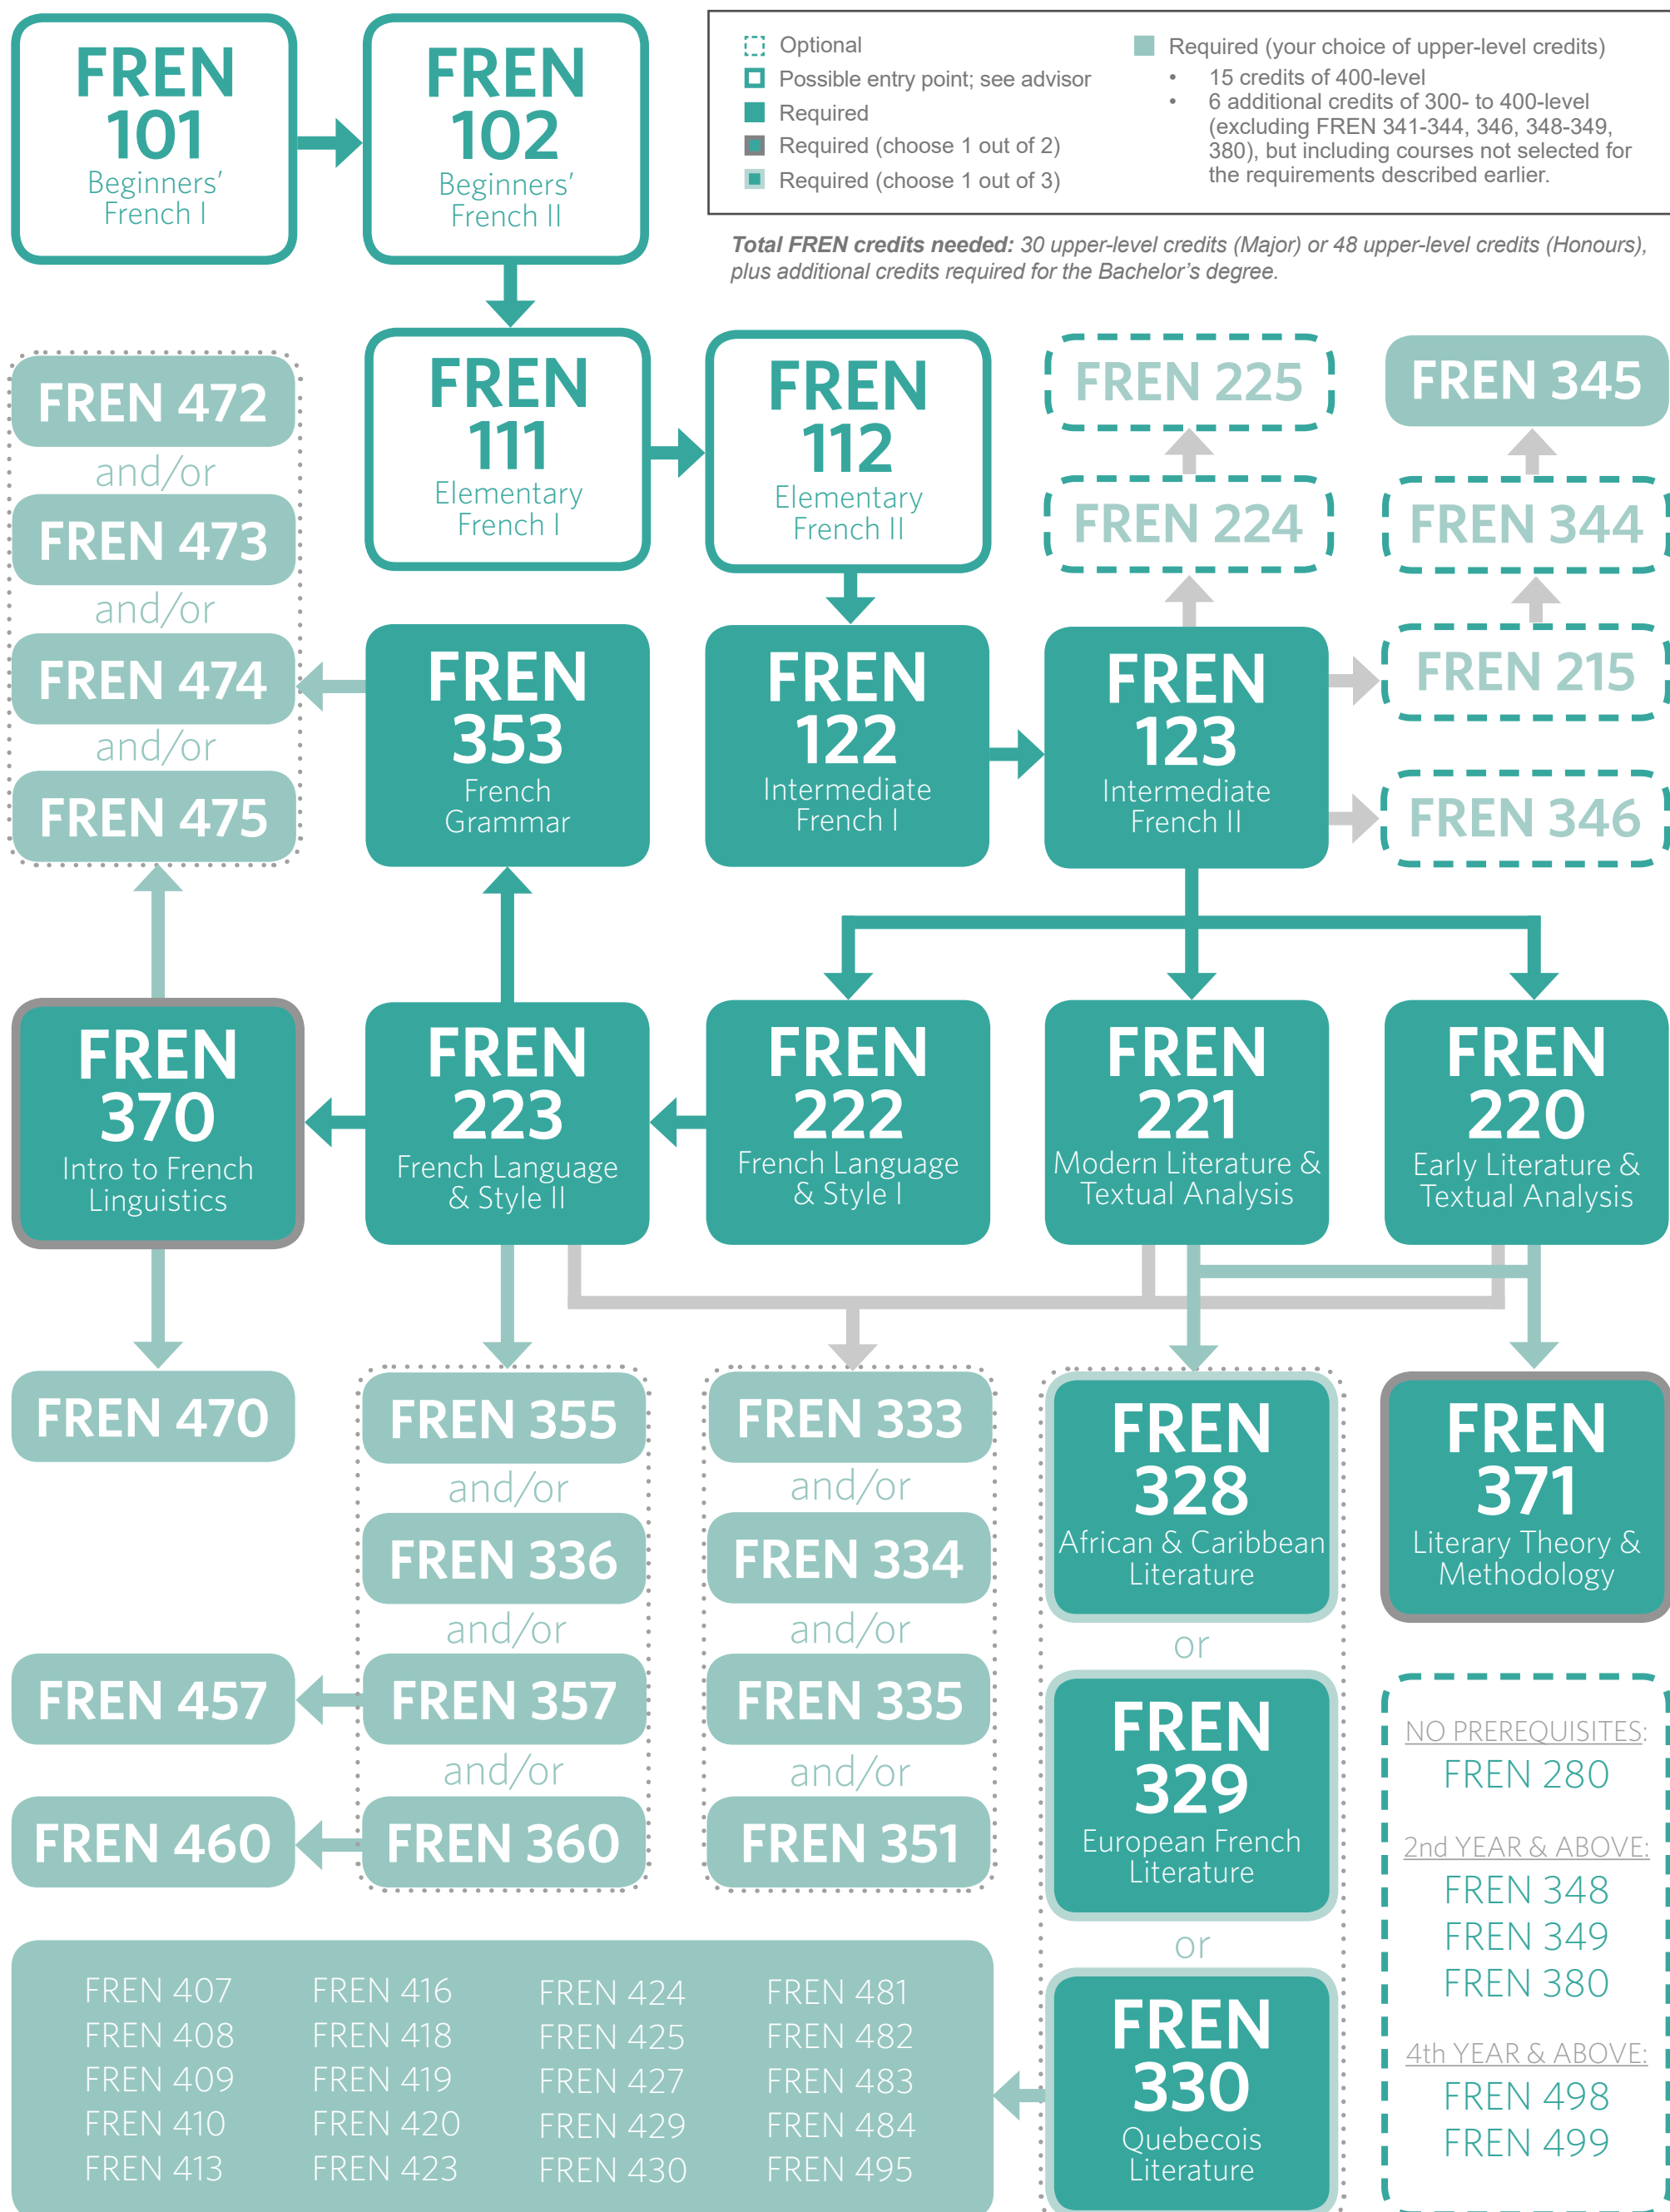 FREN
101
Beginners’
French I
FREN
102
Beginners’
French II
Optional
Possible entry point; see advisor
Required
Required (choose 1 out of 2)
Required (choose 1 out of 3)
Required (your choice of upper-level credits)
• 15 credits of 400-level
• 6 additional credits of 300- to 400-level
(excluding FREN 341-344, 346, 348-349,
380), but including courses not selected for
the requirements described earlier.
Total FREN credits needed: 30 upper-level credits (Major) or 48 upper-level credits (Honours),
plus additional credits required for the Bachelor’s degree.
FREN 472
and/or
FREN 473
and/or
FREN 474
and/or
FREN 475
FREN
111
Elementary
French I
FREN
112
Elementary
French II
FREN 225
FREN 224
FREN 345
FREN 344
FREN 215
FREN 346
FREN
353
French
Grammar
FREN
122
Intermediate
French I
FREN
123
Intermediate
French II
FREN
370
Intro to French
Linguistics
FREN
223
French Language
& Style II
FREN
222
French Language
& Style I
FREN
221
Modern Literature &
Textual Analysis
FREN
220
Early Literature &
Textual Analysis
FREN 470
FREN 355
and/or
FREN 336
and/or
FREN 357
and/or
FREN 360
FREN 457
FREN 460
FREN 333
and/or
FREN 334
and/or
FREN 335
and/or
FREN 351
FREN
328
African & Caribbean
Literature
or
FREN
329
European French
Literature
or
FREN
330
Quebecois
Literature
FREN
371
Literary Theory &
Methodology
NO PREREQUISITES:
FREN 280
2nd YEAR & ABOVE:
FREN 348
FREN 349
FREN 380
4th YEAR & ABOVE:
FREN 498
FREN 499
FREN 407
FREN 408
FREN 409
FREN 410
FREN 413
FREN 416
FREN 418
FREN 419
FREN 420
FREN 423
FREN 424
FREN 425
FREN 427
FREN 429
FREN 430
FREN 481
FREN 482
FREN 483
FREN 484
FREN 495